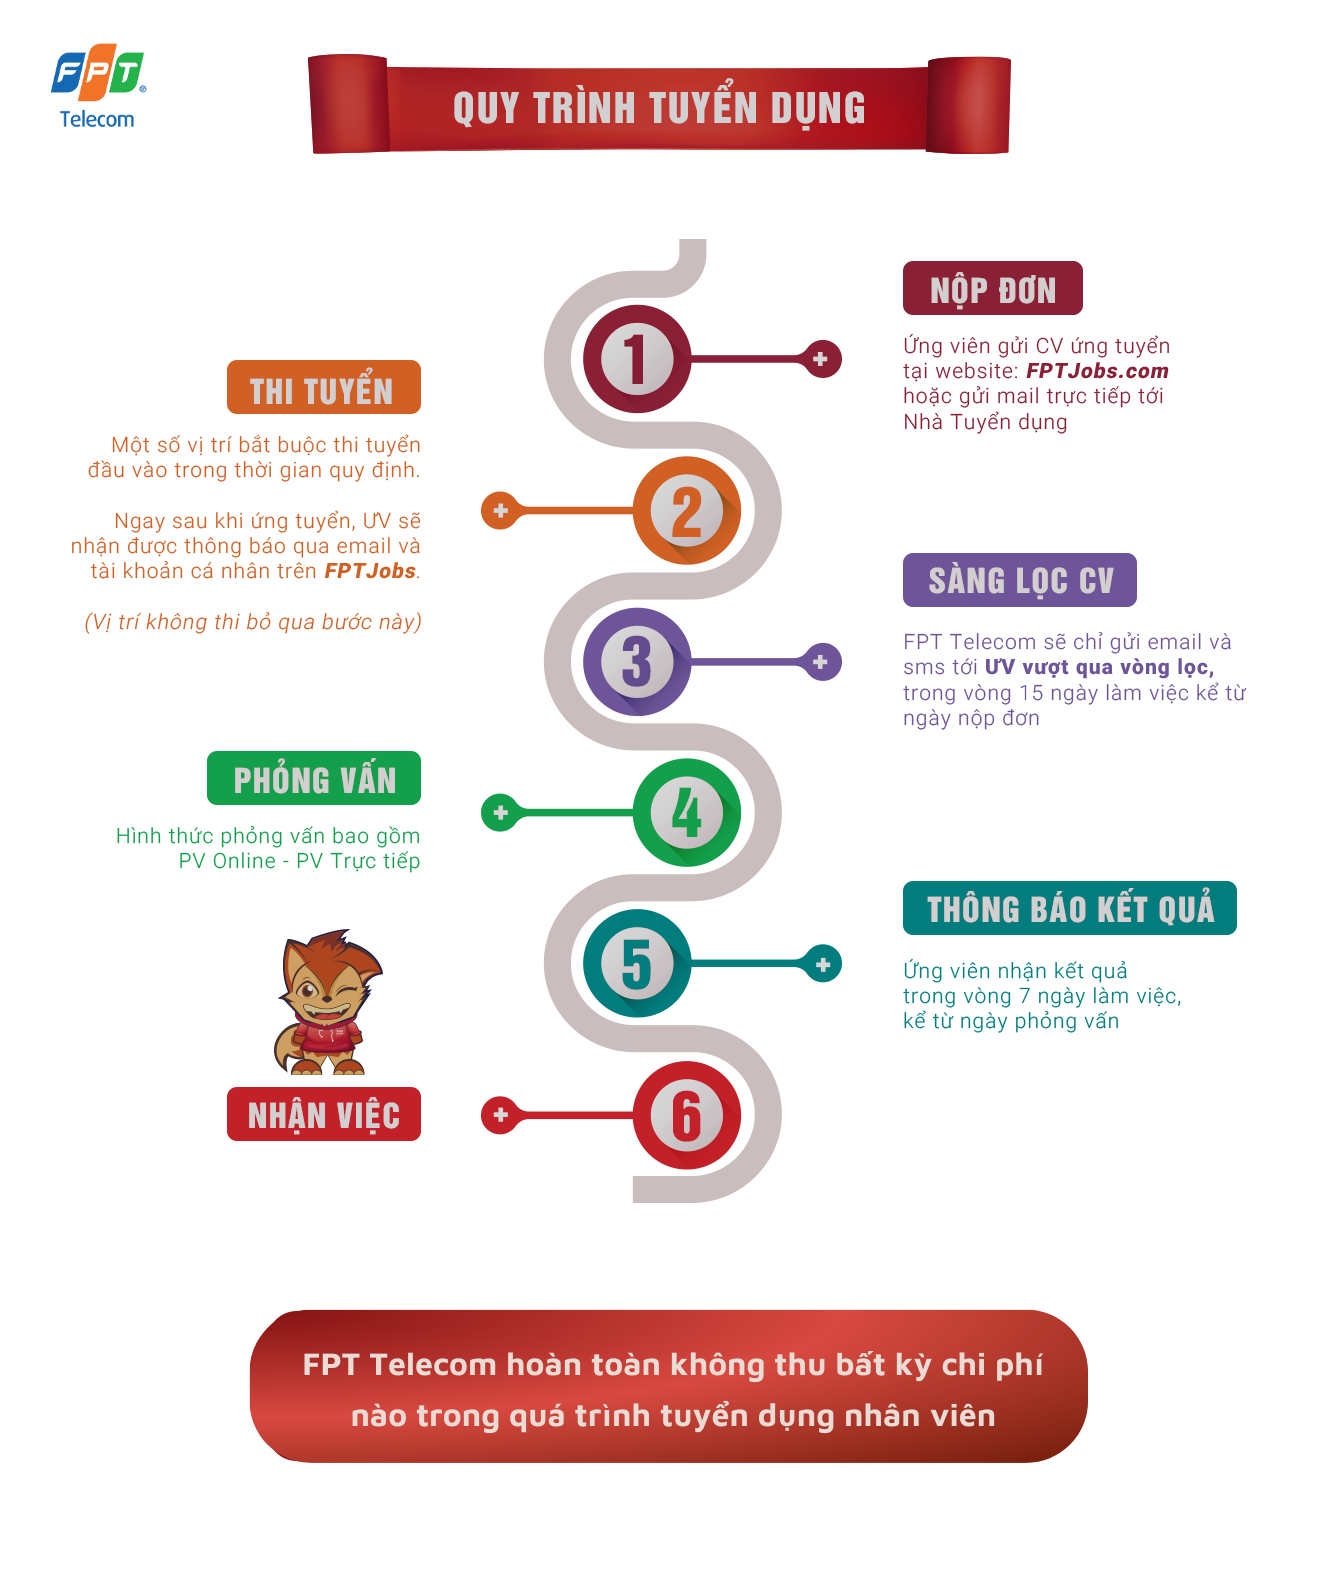 FPT
Telecom
QUY TRÌNH TUYỂN DỤNG
1
NỘP ĐƠN
Ứng viên gửi CV ứng tuyển
tại website: FPTJobs.com
hoặc gửi mail trực tiếp tới
Nhà Tuyển dụng
2
THI TUYỂN
Một số vị trí bắt buộc thi tuyển
đầu vào trong thời gian quy định.
Ngay sau khi ứng tuyển, ƯV sẽ
nhận được thông báo qua email và
tài khoản cá nhân trên FPTJobs.
(Vị trí không thi bỏ qua bước này)
3
SÀNG LỌC CV
FPT Telecom sẽ chỉ gửi email và
sms tới ƯV vượt qua vòng lọc,
trong vòng 15 ngày làm việc kể từ
ngày nộp đơn
4
PHỎNG VẤN
Hình thức phỏng vấn bao gồm
PV Online - PV Trực tiếp
5
THÔNG BÁO KẾT QUẢ
Ứng viên nhận kết quả
trong vòng 7 ngày làm việc,
kể từ ngày phỏng vấn
6
NHẬN VIỆC
FPT Telecom hoàn toàn không thu bất kỳ chi phí
nào trong quá trình tuyển dụng nhân viên